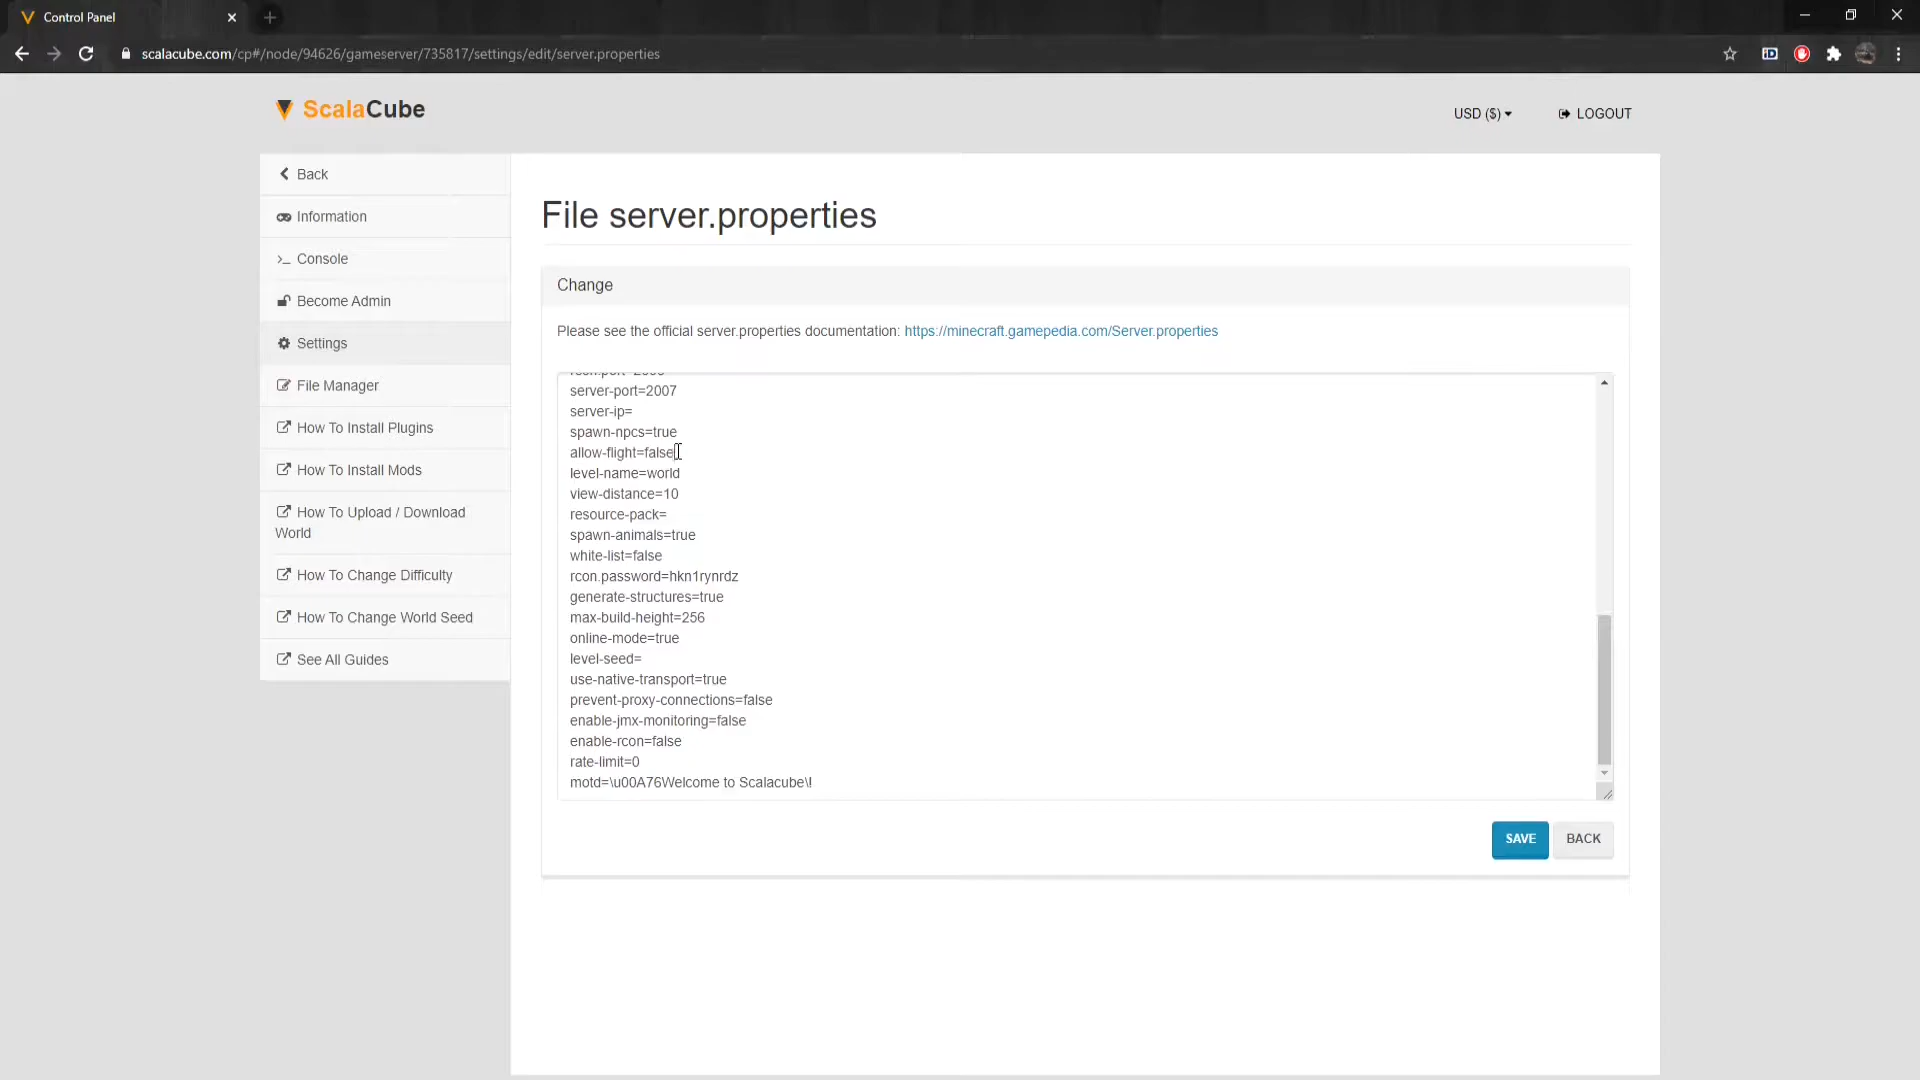 Control Panel
scalacube.com/cp#/node/94626/gameserver/735817/settings/edit/server.properties
ScalaCube
USD ($)
LOGOUT
Back
Information
Console
Become Admin
Settings
File Manager
How To Install Plugins
How To Install Mods
How To Upload / Download
World
How To Change Difficulty
How To Change World Seed
See All Guides
File server.properties
Change
Please see the official server.properties documentation: https://minecraft.gamepedia.com/Server.properties
server-port=2007
server-ip=
spawn-npcs=true
allow-flight=false
level-name=world
view-distance=10
resource-pack=
spawn-animals=true
white-list=false
rcon.password=hkn1rynrdz
generate-structures=true
max-build-height=256
online-mode=true
level-seed=
use-native-transport=true
prevent-proxy-connections=false
enable-jmx-monitoring=false
enable-rcon=false
rate-limit=0
motd=\u00A76Welcome to Scalacube\!
SAVE
BACK